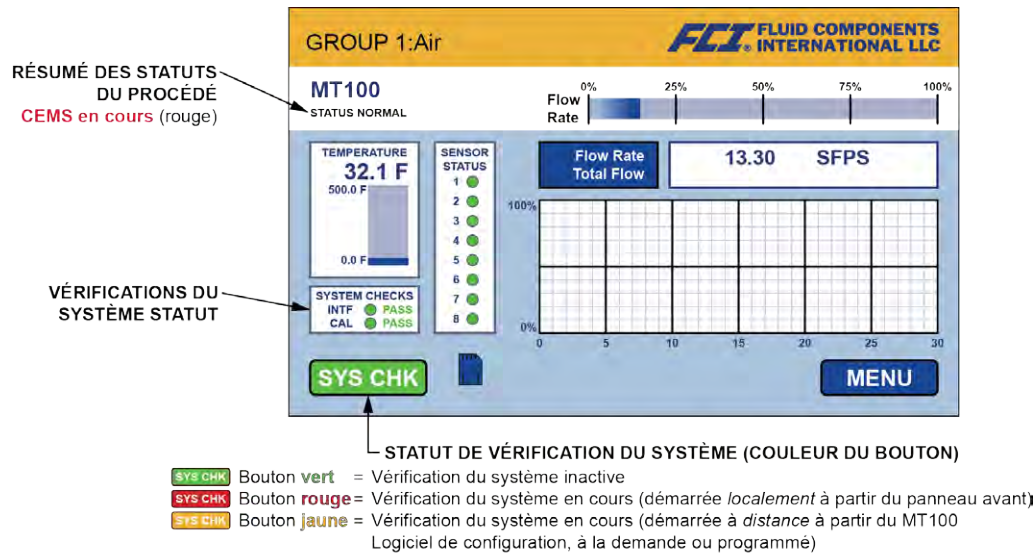 GROUP 1:Air
FCI® FLUID COMPONENTS
INTERNATIONAL LLC
RÉSUMÉ DES STATUTS
DU PROCÉDÉ
CEMS en cours (rouge)
MT100
STATUS NORMAL
Flow
Rate
0% 25% 50% 75% 100%
TEMPERATURE
32.1 F
500.0 F
0.0 F
SENSOR
STATUS
1
2
3
4
5
6
7
8
Flow Rate
Total Flow
13.30 SFPS
100%
0%
0 5 10 15 20 25 30
VÉRIFICATIONS DU
SYSTÈME STATUT
SYSTEM CHECKS
INTF PASS
CAL PASS
SYS CHK
MENU
STATUT DE VÉRIFICATION DU SYSTÈME (COULEUR DU BOUTON)
SYS CHK Bouton vert = Vérification du système inactive
SYS CHK Bouton rouge = Vérification du système en cours (démarrée localement à partir du panneau avant)
SYS CHK Bouton jaune = Vérification du système en cours (démarrée à distance à partir du MT100
Logiciel de configuration, à la demande ou programmé)